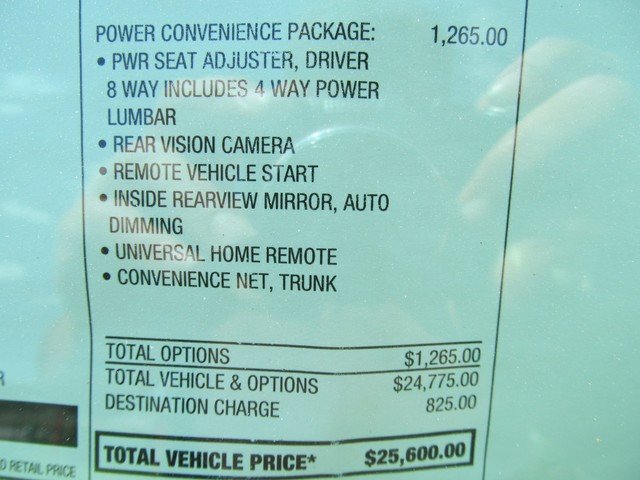 POWER CONVENIENCE PACKAGE: 1,265.00
• PWR SEAT ADJUSTER, DRIVER
8 WAY INCLUDES 4 WAY POWER
LUMBAR
• REAR VISION CAMERA
• REMOTE VEHICLE START
• INSIDE REARVIEW MIRROR, AUTO
DIMMING
• UNIVERSAL HOME REMOTE
• CONVENIENCE NET, TRUNK
TOTAL OPTIONS $1,265.00
TOTAL VEHICLE & OPTIONS $24,775.00
DESTINATION CHARGE 825.00
TOTAL VEHICLE PRICE* $25,600.00
R
D RETAIL PRICE